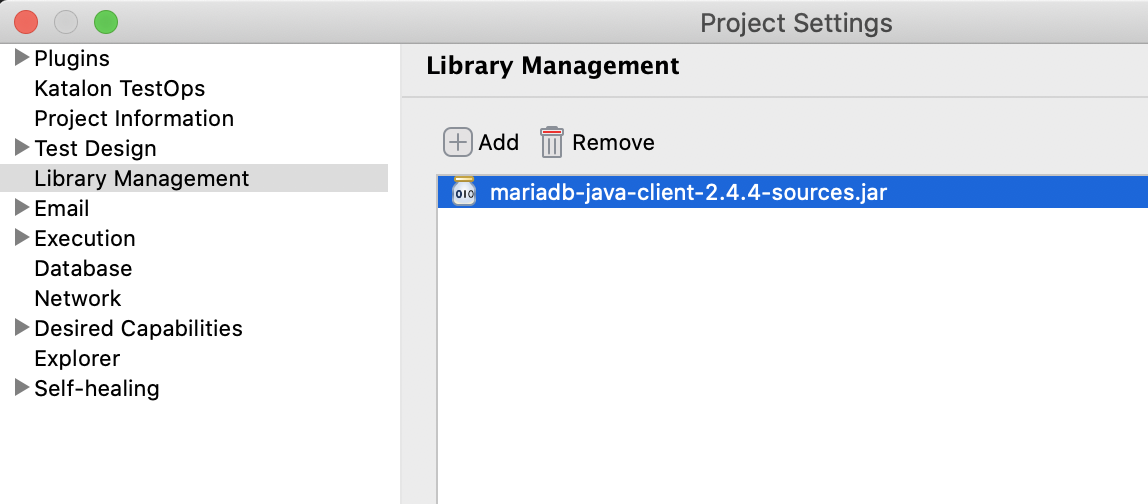 Project Settings
Plugins
Katalon TestOps
Project Information
Test Design
Library Management
Email
Execution
Database
Network
Desired Capabilities
Explorer
Self-healing
Library Management
Add Remove
010 mariadb-java-client-2.4.4-sources.jar